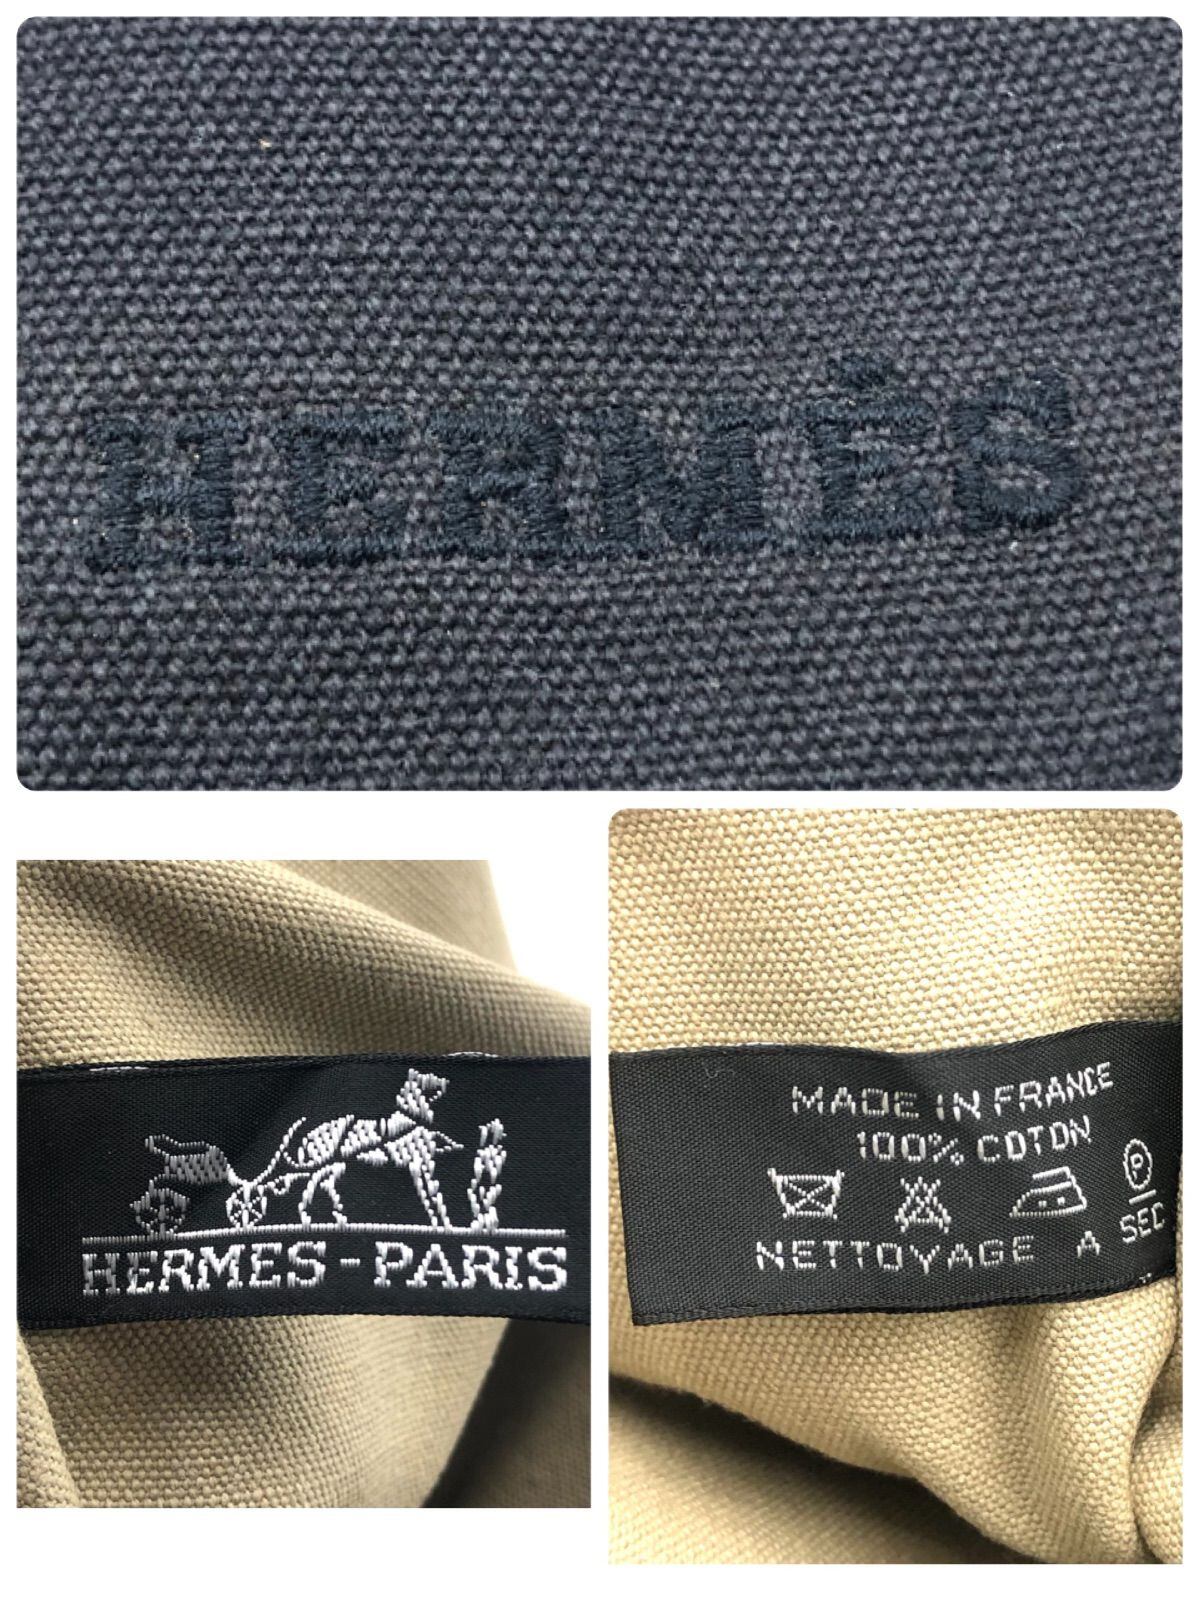 HERMÈS
HERMES-PARIS
MADE IN FRANCE
100% COTON
P
NETTOYAGE A SEC